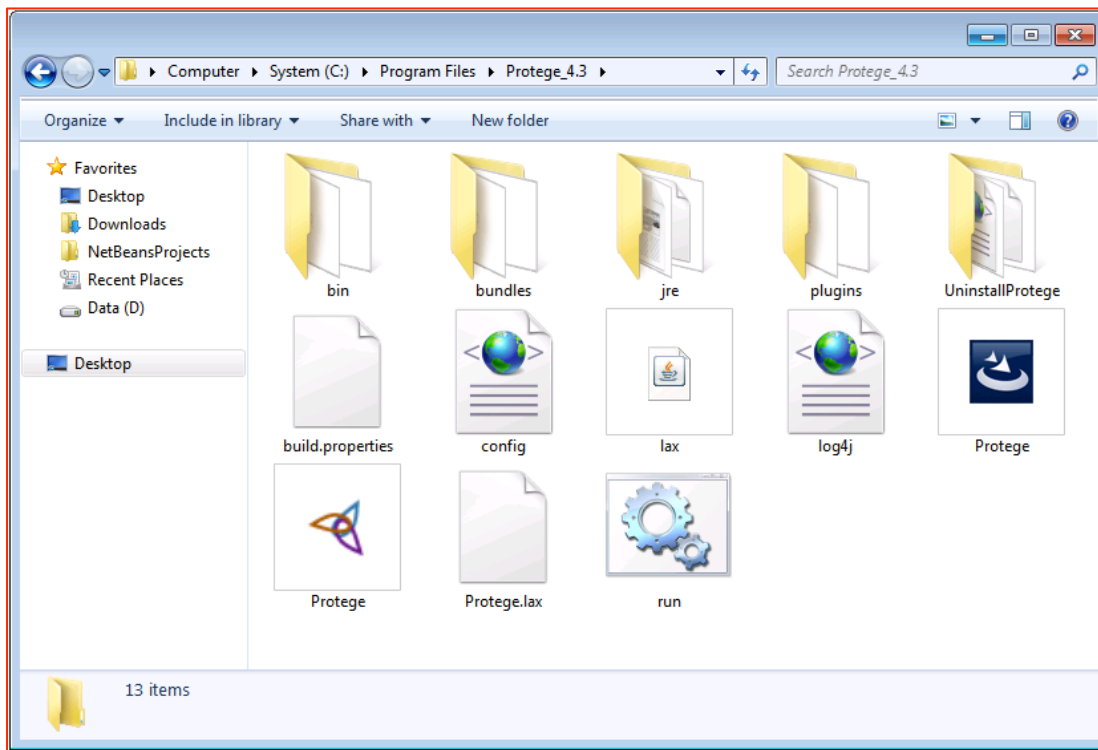 Computer System (C:) Program Files Protege_4.3 Search Protege_4.3
Organize Include in library Share with New folder
Favorites
Desktop
Downloads
NetBeansProjects
Recent Places
Data (D)
Desktop
bin bundles jre plugins UninstallProtege
build.properties config lax log4j Protege
Protege Protege.lax run
13 items